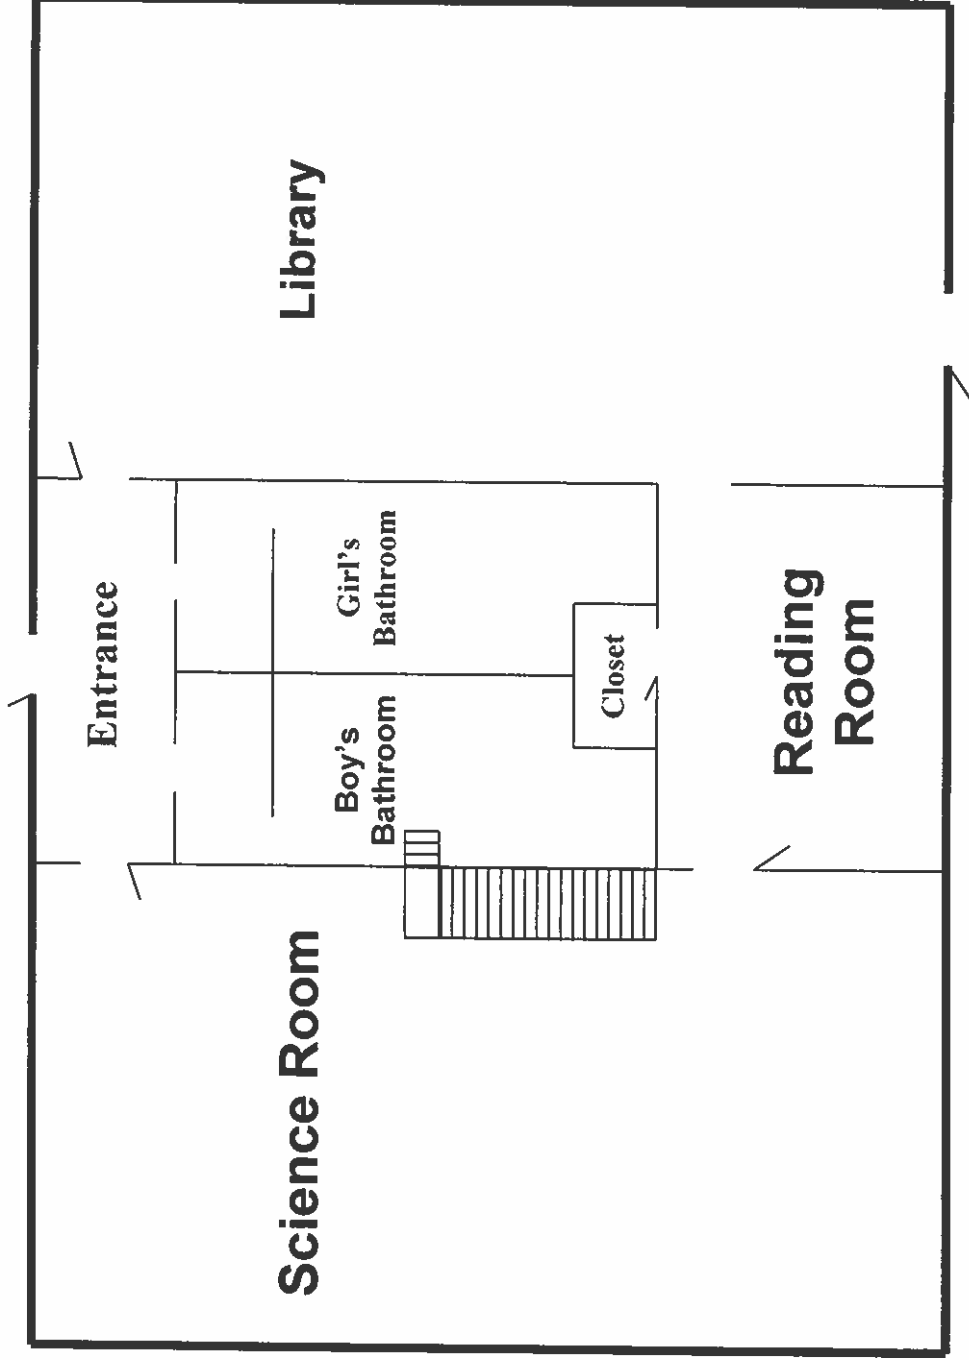 Entrance
Science Room
Library
Boy's
Bathroom
Girl's
Bathroom
Closet
Reading
Room